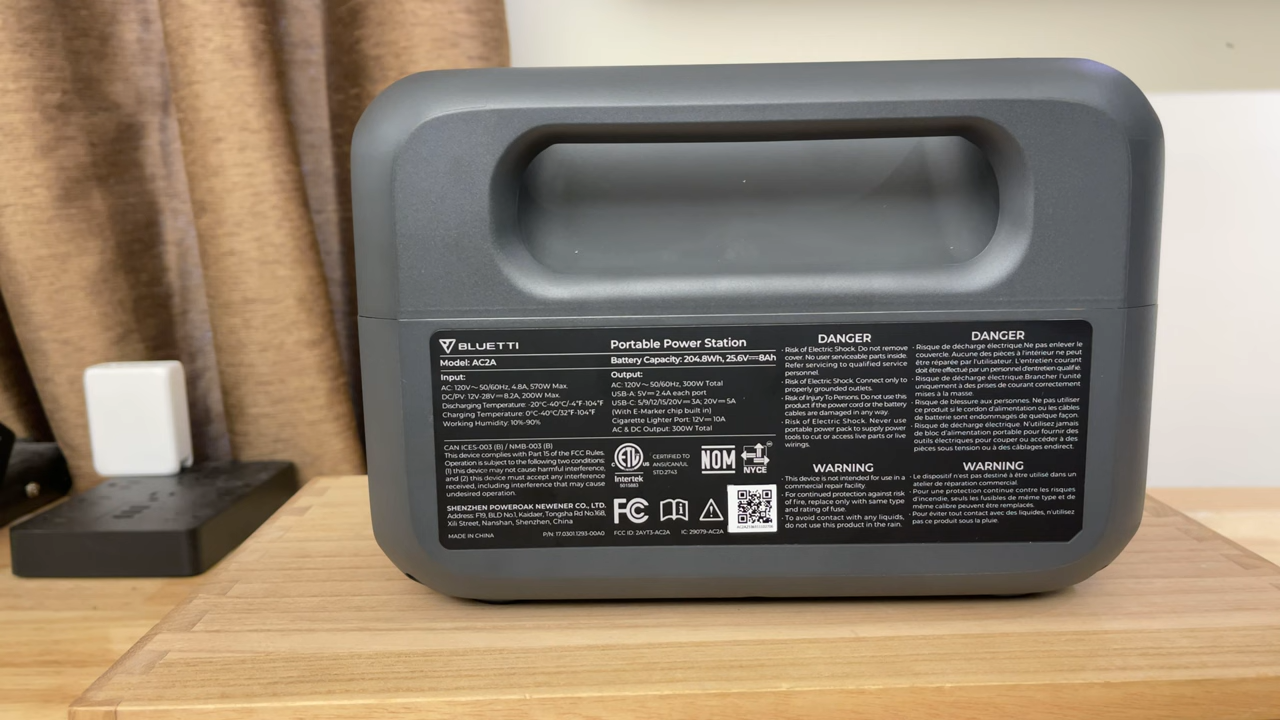 BLUETTI
Portable Power Station
Model: AC2A
Battery Capacity: 204.8Wh, 25.6V⎓8Ah
Input:
AC: 120V～50/60Hz, 4.8A, 570W Max.
DC/PV: 12V-28V⎓8.2A, 200W Max.
Discharging Temperature: -20°C-40°C/-4°F-104°F
Charging Temperature: 0°C-40°C/32°F-104°F
Working Humidity: 10%-90%
Output:
AC: 120V～50/60Hz, 300W Total
USB-A: 5V⎓2.4A each port
USB-C: 5/9/12/15/20V⎓3A; 20V⎓5A
(With E-Marker chip built in)
Cigarette Lighter Port: 12V⎓10A
AC & DC Output: 300W Total
CAN ICES-003 (B) / NMB-003 (B)
This device complies with Part 15 of the FCC Rules.
Operation is subject to the following two conditions:
(1) this device may not cause harmful interference,
and (2) this device must accept any interference
received, including interference that may cause
undesired operation.
SHENZHEN POWEROAK NEWENER CO., LTD.
Address: F19, BLD No.1, Kaidaer, Tongsha Rd No.168,
Xili Street, Nanshan, Shenzhen, China
MADE IN CHINA
P/N: 17.0301.1293-00A0
ETL
c us
Intertek
CERTIFIED TO
ANSI/CAN/UL
STD.2743
NOM
NYCE
FC
FCC ID: 2AYT3-AC2A
IC: 29079-AC2A
DANGER
· Risk of Electric Shock. Do not remove
cover. No user serviceable parts inside.
Refer servicing to qualified service
personnel.
· Risk of Electric Shock. Connect only to
properly grounded outlets.
· Risk of Injury To Persons. Do not use this
product if the power cord or the battery
cables are damaged in any way.
· Risk of Electric Shock. Never use
portable power pack to supply power
tools to cut or access live parts or live
wirings.
WARNING
· This device is not intended for use in a
commercial repair facility.
· For continued protection against risk
of fire, replace only with same type
and rating of fuse.
· To avoid contact with any liquids,
do not use this product in the rain.
DANGER
· Risque de décharge électrique.Ne pas enlever le
couvercle. Aucune des pièces à l'intérieur ne peut
être réparée par l'utilisateur. L'entretien courant
doit être effectué par un personnel d'entretien qualifié.
· Risque de décharge électrique.Brancher l'unité
uniquement à des prises de courant correctement
mises à la masse.
· Risque de blessure aux personnes. Ne pas utiliser
ce produit si le cordon d'alimentation ou les câbles
de batterie sont endommagés de quelque façon.
· Risque de décharge électrique. N'utilisez jamais
de bloc d'alimentation portable pour fournir des
outils électriques pour couper ou accéder à des
pièces sous tension ou à des câblages endirect.
WARNING
· Le dispositif n'est pas destiné à être utilisé dans un
atelier de réparation commercial.
· Pour une protection continue contre les risques
d'incendie, seuls les fusibles de même type et de
même calibre peuvent être remplacés.
· Pour éviter tout contact avec des liquides, n'utilisez
pas ce produit sous la pluie.